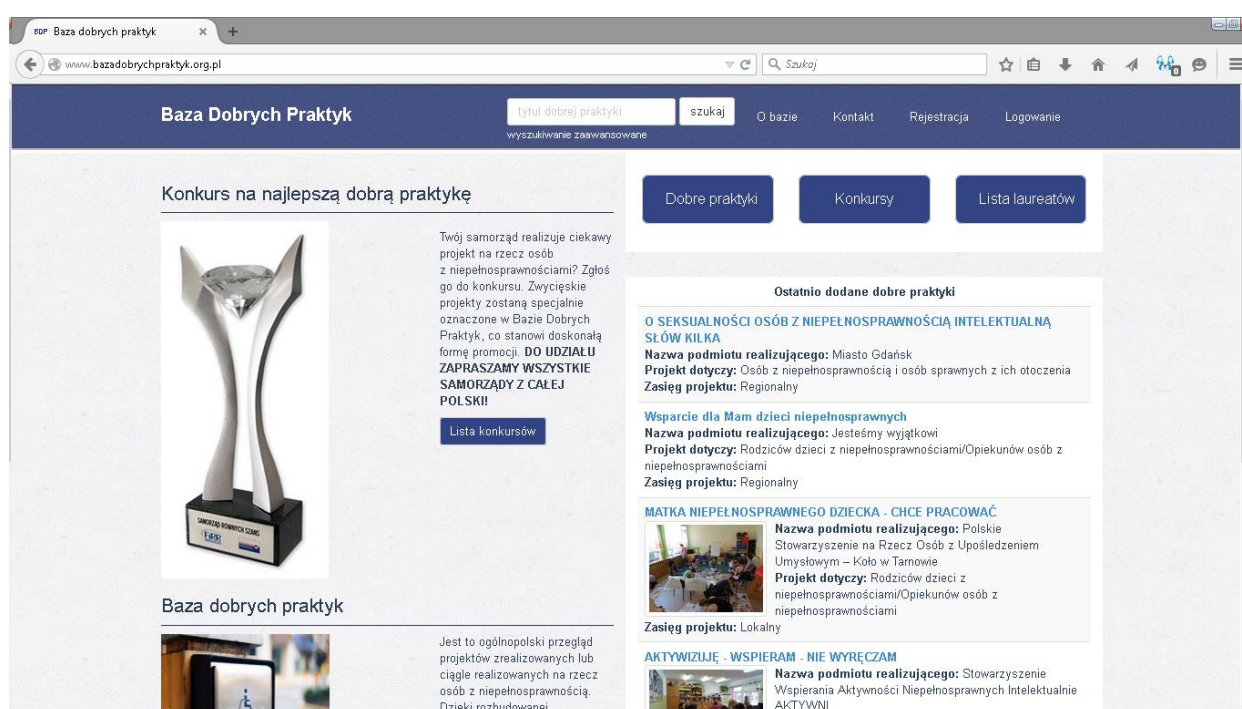 BDP Baza dobrych praktyk
www.bazadobrychpraktyk.org.pl
Szukaj
Baza Dobrych Praktyk
tytuł dobrej praktyki
szukaj
wyszukiwanie zaawansowane
O bazie
Kontakt
Rejestracja
Logowanie
Konkurs na najlepszą dobrą praktykę
Twój samorząd realizuje ciekawy
projekt na rzecz osób
z niepełnosprawnościami? Zgłoś
go do konkursu. Zwycięskie
projekty zostaną specjalnie
oznaczone w Bazie Dobrych
Praktyk, co stanowi doskonałą
formę promocji. DO UDZIAŁU
ZAPRASZAMY WSZYSTKIE
SAMORZĄDY Z CAŁEJ
POLSKI!
Lista konkursów
SAMORZĄD RÓWNYCH SZANS
FIRR
Baza dobrych praktyk
Jest to ogólnopolski przegląd
projektów zrealizowanych lub
ciągle realizowanych na rzecz
osób z niepełnosprawnością.
Dzięki rozbudowanej
Dobre praktyki
Konkursy
Lista laureatów
Ostatnio dodane dobre praktyki
O SEKSUALNOŚCI OSÓB Z NIEPEŁNOSPRAWNOŚCIĄ INTELEKTUALNĄ
SŁÓW KILKA
Nazwa podmiotu realizującego: Miasto Gdańsk
Projekt dotyczy: Osób z niepełnosprawnością i osób sprawnych z ich otoczenia
Zasięg projektu: Regionalny
Wsparcie dla Mam dzieci niepełnosprawnych
Nazwa podmiotu realizującego: Jesteśmy wyjątkowi
Projekt dotyczy: Rodziców dzieci z niepełnosprawnościami/Opiekunów osób z
niepełnosprawnościami
Zasięg projektu: Regionalny
MATKA NIEPEŁNOSPRAWNEGO DZIECKA - CHCE PRACOWAĆ
Nazwa podmiotu realizującego: Polskie
Stowarzyszenie na Rzecz Osób z Upośledzeniem
Umysłowym – Koło w Tarnowie
Projekt dotyczy: Rodziców dzieci z
niepełnosprawnościami/Opiekunów osób z
niepełnosprawnościami
Zasięg projektu: Lokalny
AKTYWIZUJĘ - WSPIERAM - NIE WYRĘCZAM
Nazwa podmiotu realizującego: Stowarzyszenie
Wspierania Aktywności Niepełnosprawnych Intelektualnie
AKTYWNI